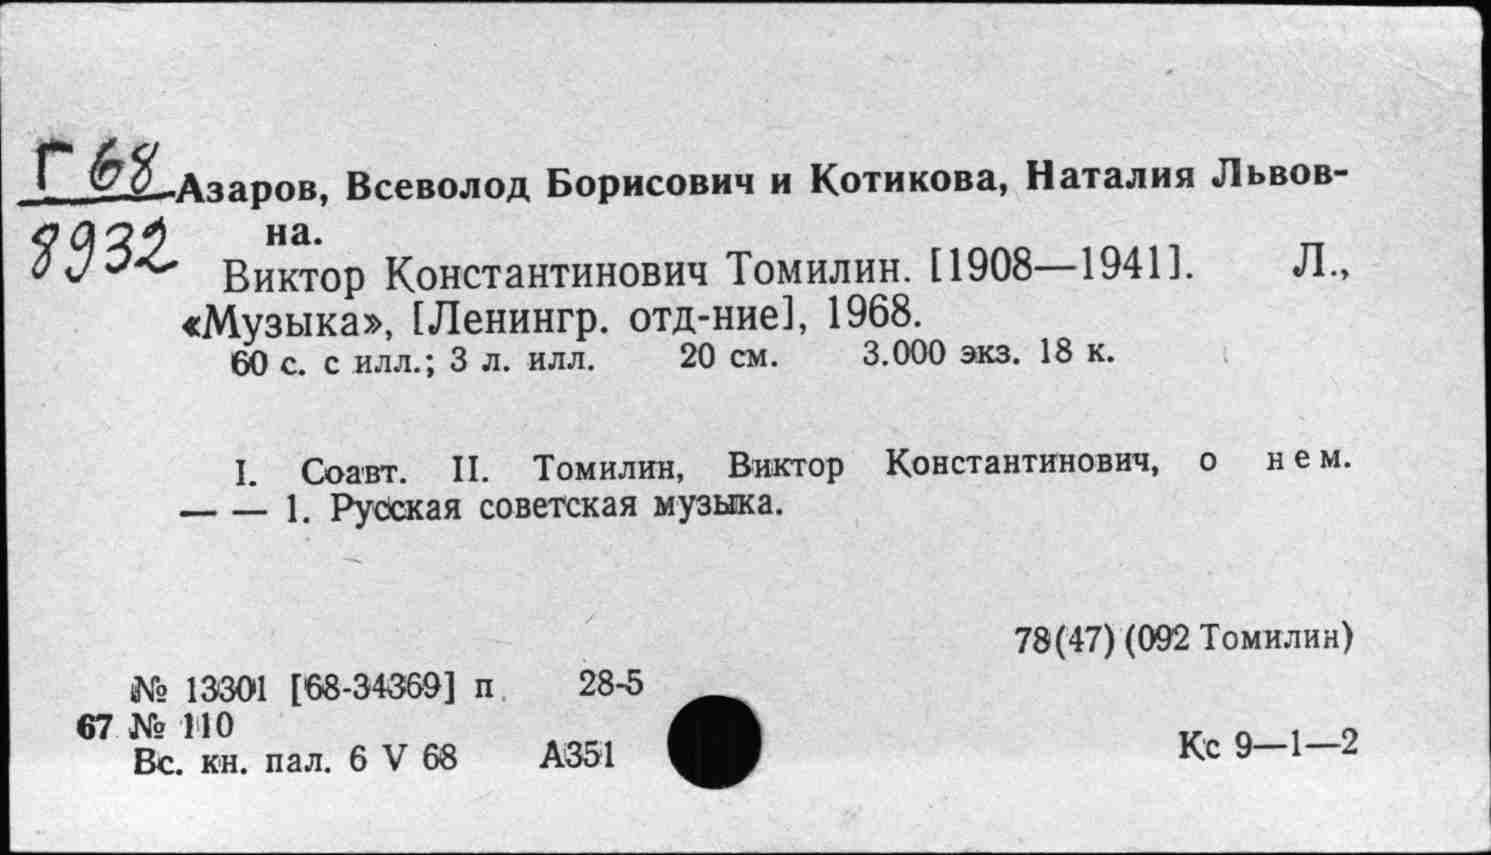 Г 68
8932
Азаров, Всеволод Борисович и Котикова, Наталия Львов-
на.
Виктор Константинович Томилин. [1908—1941]. Л.,
«Музыка», [Ленингр. отд-ние], 1968.
60 с. с илл.; 3 л. илл. 20 см. 3.000 экз. 18 к.
I. Соавт. II. Томилин, Виктор Константинович, о нем.
— — 1. Русская советская музыка.
78(47) (092 Томилин)
№ 13301 [68-34369] п 28-5
67 № 110
Вс. кн. пал. 6 V 68 А351
Кс 9—1—2